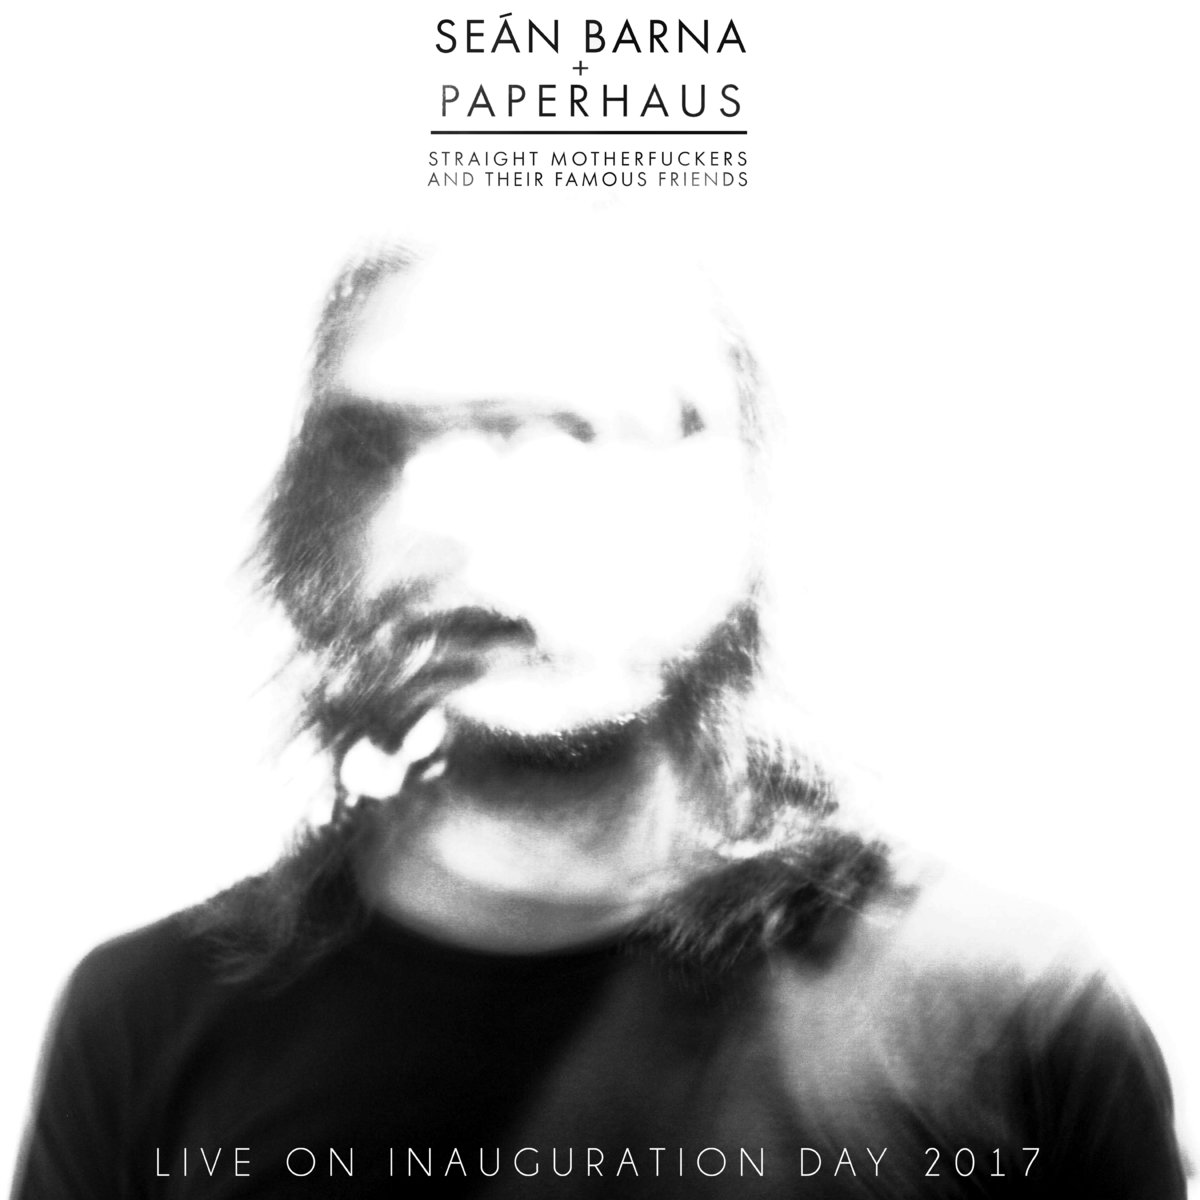 SEÁN BARNA
+
PAPERHAUS
STRAIGHT MOTHERFUCKERS
AND THEIR FAMOUS FRIENDS
LIVE ON INAUGURATION DAY 2017